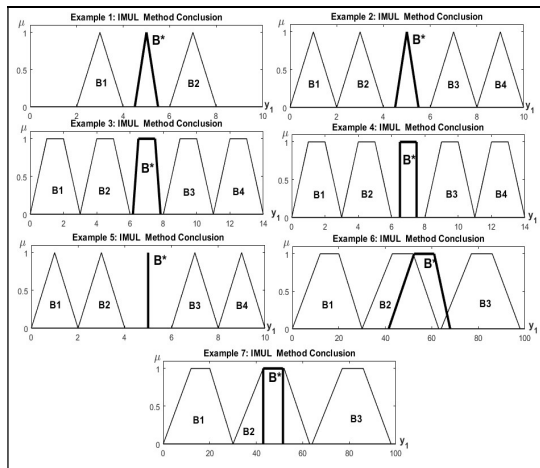 Example 1: IMUL Method Conclusion
μ
1
0.5
0
B1
B*
B2
0 2 4 6 8 10
y1
Example 2: IMUL Method Conclusion
μ
1
0.5
0
B1
B2
B*
B3
B4
0 2 4 6 8 10
y1
Example 3: IMUL Method Conclusion
μ
1
0.5
0
B1
B2
B*
B3
B4
0 2 4 6 8 10 12 14
y1
Example 4: IMUL Method Conclusion
μ
1
0.5
0
B1
B2
B*
B3
B4
0 2 4 6 8 10 12 14
y1
Example 5: IMUL Method Conclusion
μ
1
0.5
0
B1
B2
B*
B3
B4
0 2 4 6 8 10
y1
Example 6: IMUL Method Conclusion
μ
1
0.5
0
B1
B2
B*
B3
0 20 40 60 80 100
y1
Example 7: IMUL Method Conclusion
μ
1
0.5
0
B1
B2
B*
B3
0 20 40 60 80 100
y1